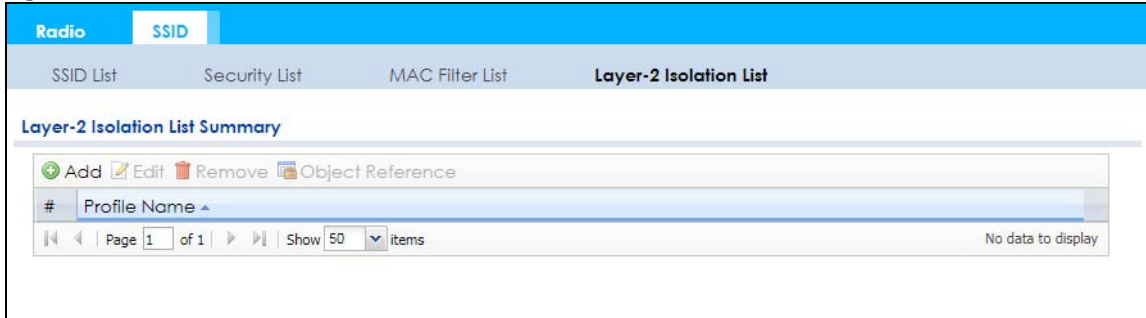 Radio SSID
SSID List Security List MAC Filter List Layer-2 Isolation List
Layer-2 Isolation List Summary
Add Edit Remove Object Reference
# Profile Name
Page 1 of 1 Show 50 items No data to display